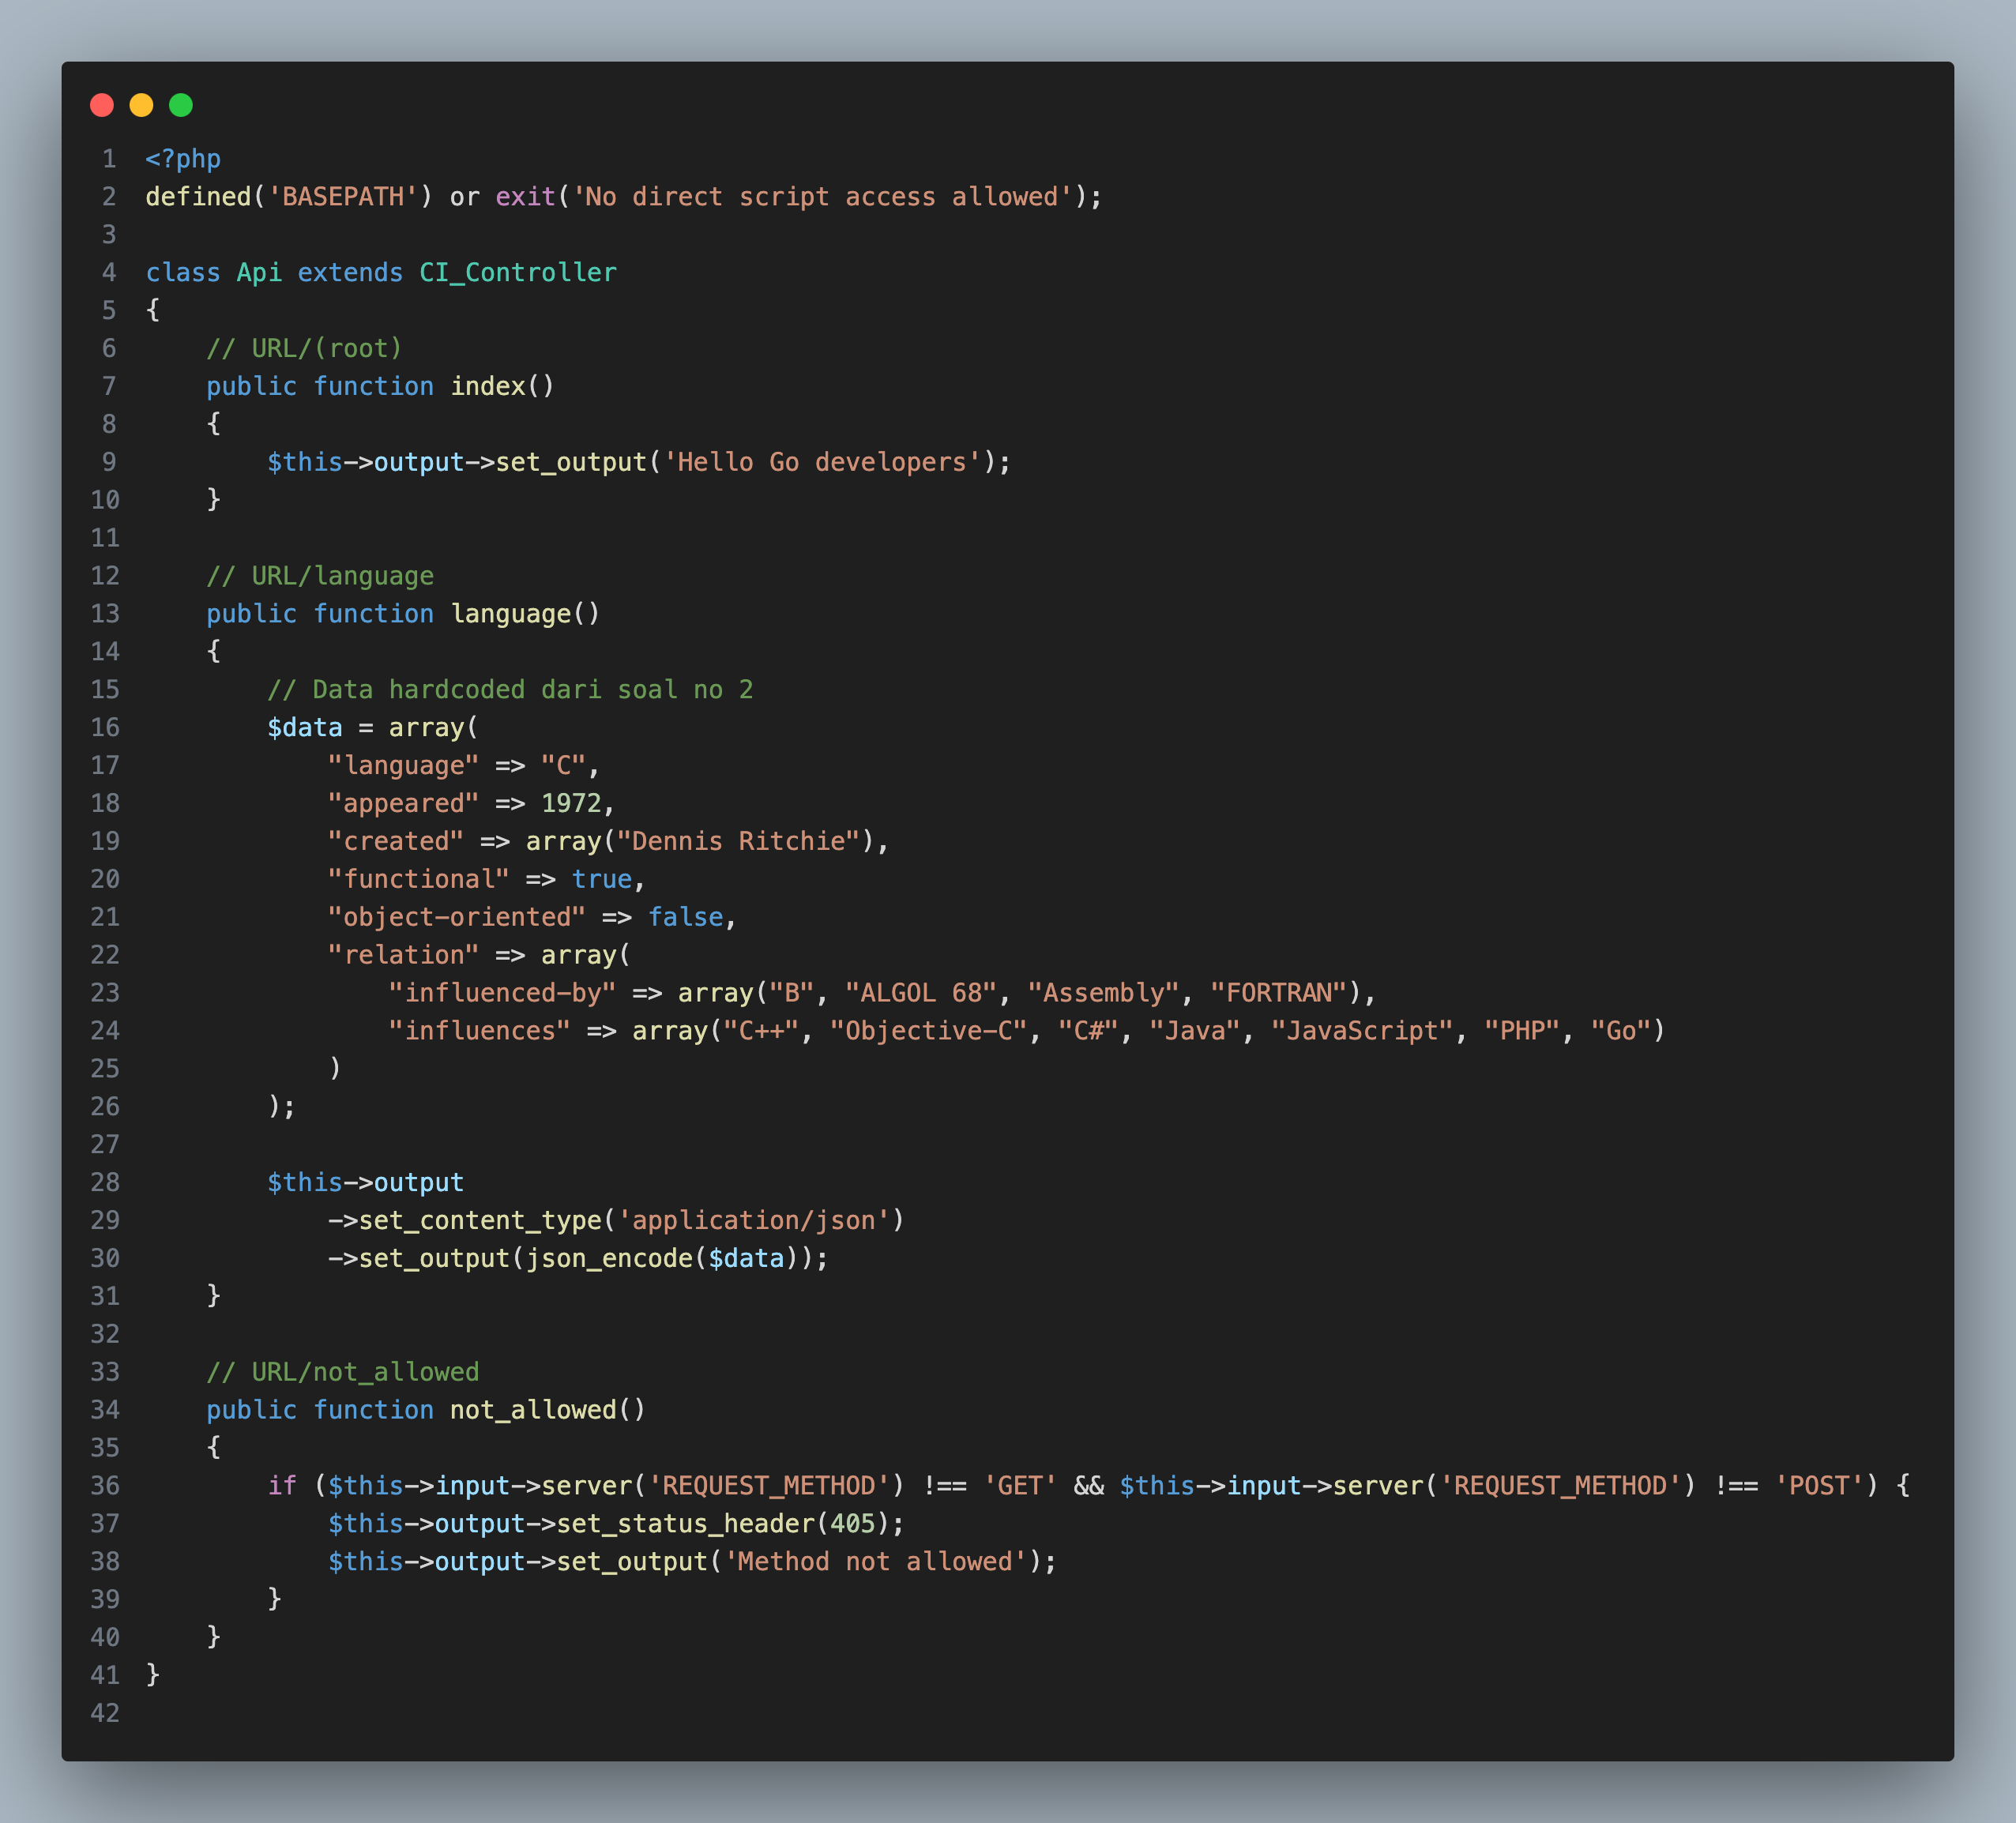 1 <?php
2 defined('BASEPATH') or exit('No direct script access allowed');
3
4 class Api extends CI_Controller
5 {
6     // URL/(root)
7     public function index()
8     {
9         $this->output->set_output('Hello Go developers');
10     }
11
12     // URL/language
13     public function language()
14     {
15         // Data hardcoded dari soal no 2
16         $data = array(
17             "language" => "C",
18             "appeared" => 1972,
19             "created" => array("Dennis Ritchie"),
20             "functional" => true,
21             "object-oriented" => false,
22             "relation" => array(
23                 "influenced-by" => array("B", "ALGOL 68", "Assembly", "FORTRAN"),
24                 "influences" => array("C++", "Objective-C", "C#", "Java", "JavaScript", "PHP", "Go")
25             )
26         );
27
28         $this->output
29             ->set_content_type('application/json')
30             ->set_output(json_encode($data));
31     }
32
33     // URL/not_allowed
34     public function not_allowed()
35     {
36         if ($this->input->server('REQUEST_METHOD') !== 'GET' && $this->input->server('REQUEST_METHOD') !== 'POST') {
37             $this->output->set_status_header(405);
38             $this->output->set_output('Method not allowed');
39         }
40     }
41 }
42